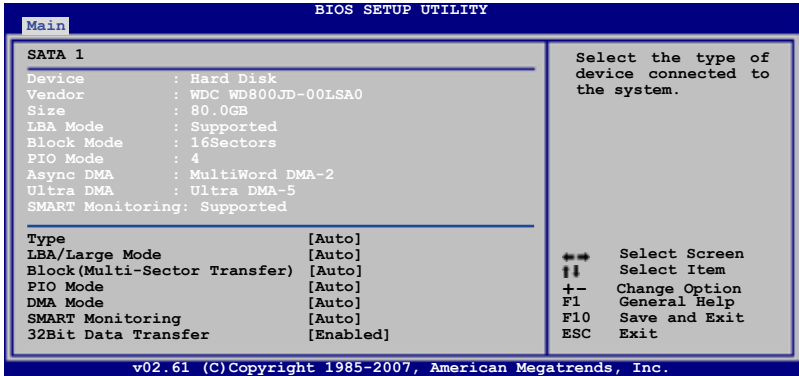 BIOS SETUP UTILITY
Main
SATA 1
Device : Hard Disk
Vendor : WDC WD800JD-00LSA0
Size : 80.0GB
LBA Mode : Supported
Block Mode : 16Sectors
PIO Mode : 4
Async DMA : MultiWord DMA-2
Ultra DMA : Ultra DMA-5
SMART Monitoring: Supported
Type [Auto]
LBA/Large Mode [Auto]
Block(Multi-Sector Transfer) [Auto]
PIO Mode [Auto]
DMA Mode [Auto]
SMART Monitoring [Auto]
32Bit Data Transfer [Enabled]
Select the type of
device connected to
the system.
←→ Select Screen
↑↓ Select Item
+- Change Option
F1 General Help
F10 Save and Exit
ESC Exit
v02.61 (C)Copyright 1985-2007, American Megatrends, Inc.